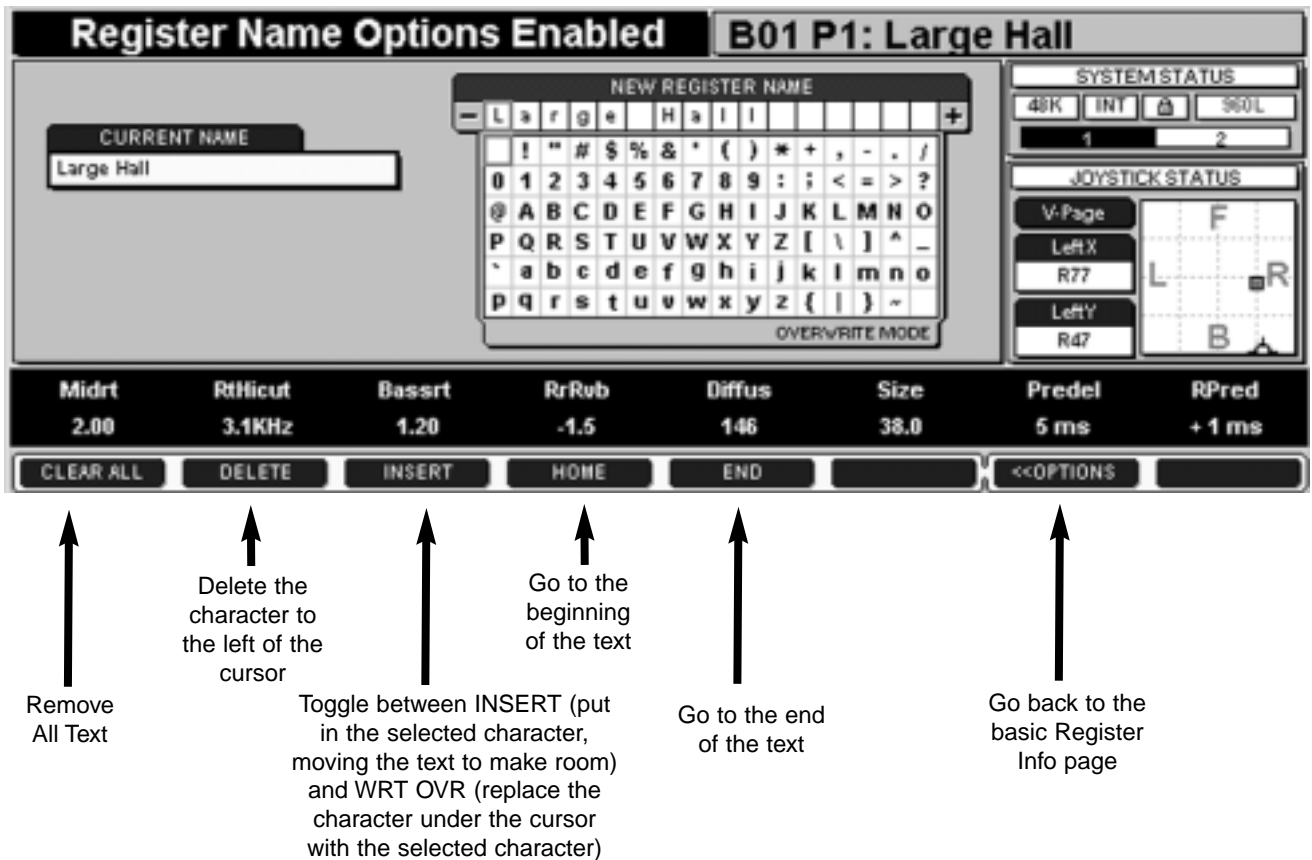 Register Name Options Enabled
B01 P1: Large Hall
CURRENT NAME
Large Hall
NEW REGISTER NAME
− L a r g e H a l l +
! " # $ % & ' ( ) * + , - . /
0 1 2 3 4 5 6 7 8 9 : ; < = > ?
@ A B C D E F G H I J K L M N O
P Q R S T U V W X Y Z [ \ ] ^ _
` a b c d e f g h i j k l m n o
p q r s t u v w x y z { | } ~
OVERWRITE MODE
SYSTEM STATUS
48K INT 960L
1 2
JOYSTICK STATUS
V-Page
LeftX
R77
LeftY
R47
F
L R
B
Midrt RtHicut Bassrt RrRvb Diffus Size Predel RPred
2.00 3.1KHz 1.20 -1.5 146 38.0 5 ms + 1 ms
CLEAR ALL DELETE INSERT HOME END <<OPTIONS
Remove
All Text
Delete the
character to
the left of the
cursor
Toggle between INSERT (put
in the selected character,
moving the text to make room)
and WRT OVR (replace the
character under the cursor
with the selected character)
Go to the
beginning
of the text
Go to the end
of the text
Go back to the
basic Register
Info page